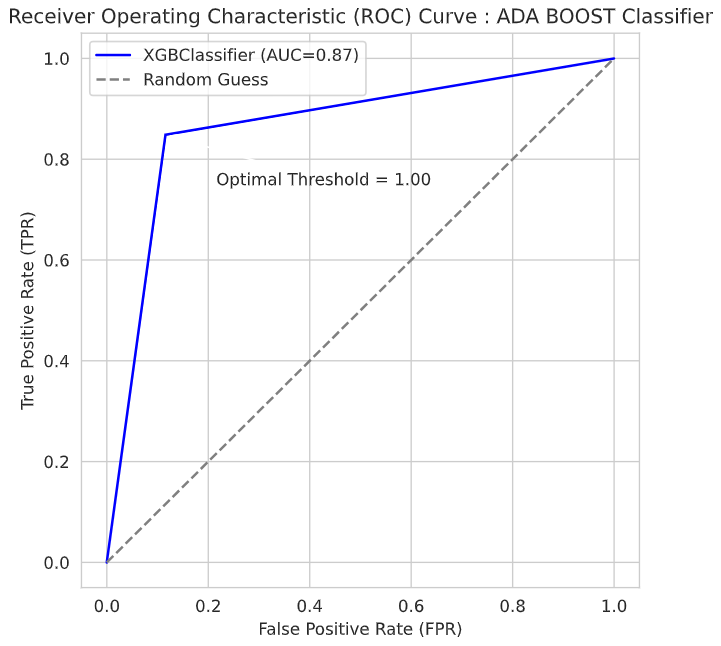 Receiver Operating Characteristic (ROC) Curve : ADA BOOST Classifier
XGBClassifier (AUC=0.87)
Random Guess
Optimal Threshold = 1.00
True Positive Rate (TPR)
1.0
0.8
0.6
0.4
0.2
0.0
0.0 0.2 0.4 0.6 0.8 1.0
False Positive Rate (FPR)